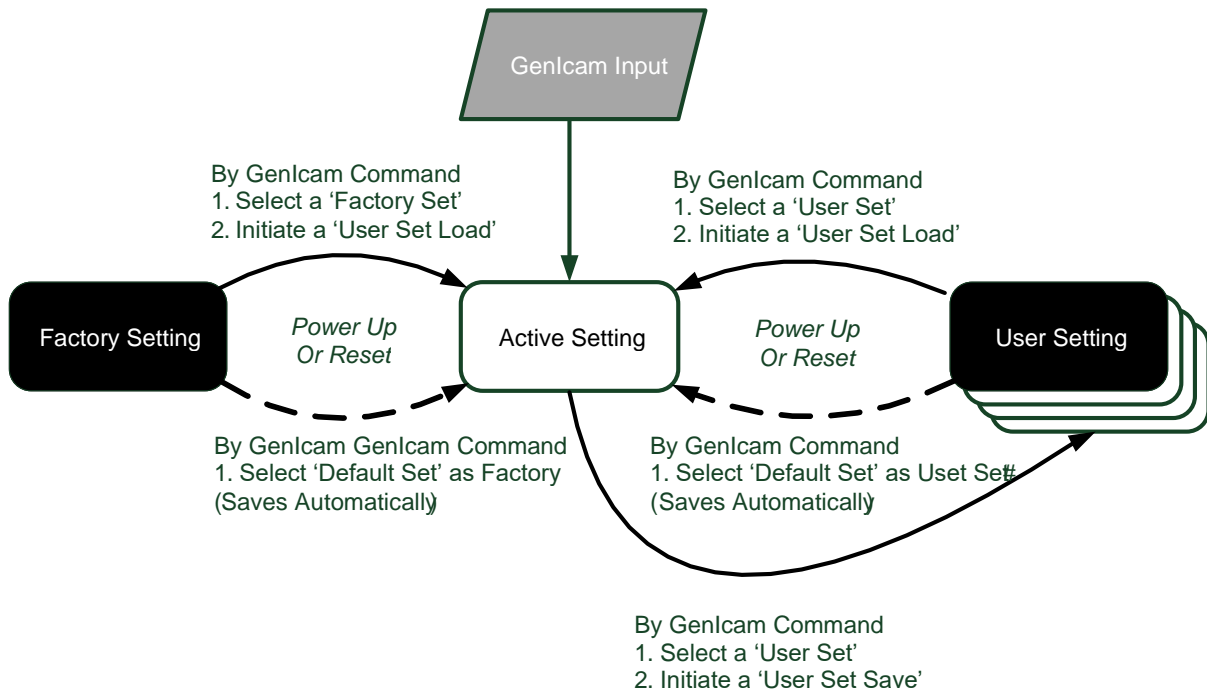 GenIcam Input
By GenIcam Command
1. Select a ‘Factory Set’
2. Initiate a ‘User Set Load’
By GenIcam Command
1. Select a ‘User Set’
2. Initiate a ‘User Set Load’
Factory Setting
Power Up
Or Reset
Active Setting
Power Up
Or Reset
User Setting
By GenIcam GenIcam Command
1. Select ‘Default Set’ as Factory
(Saves Automatically)
By GenIcam Command
1. Select ‘Default Set’ as Uset Set#
(Saves Automatically)
By GenIcam Command
1. Select a ‘User Set’
2. Initiate a ‘User Set Save’